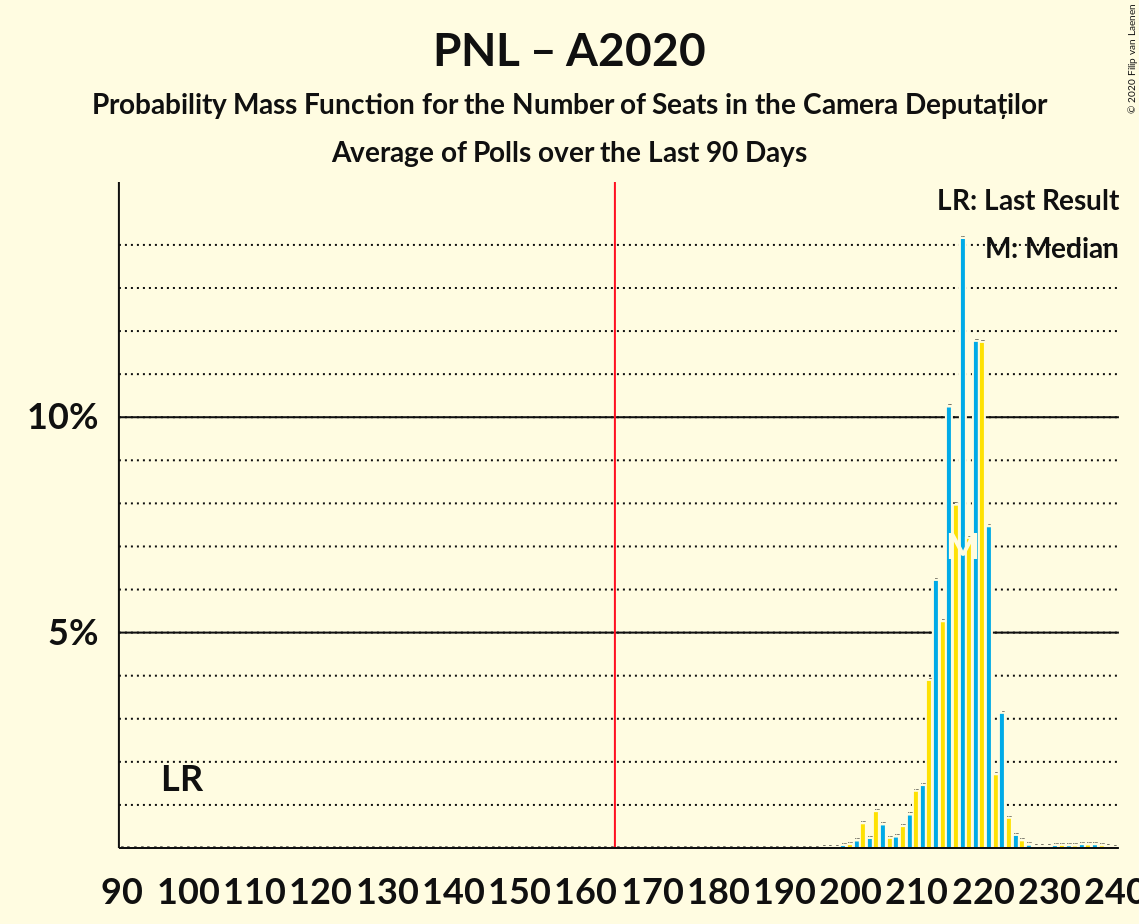 PNL – A2020
Probability Mass Function for the Number of Seats in the Camera Deputaților
Average of Polls over the Last 90 Days
© 2020 Filip van Laenen
LR: Last Result
M: Median
10%
5%
M
LR
90 100 110 120 130 140 150 160 170 180 190 200 210 220 230 240